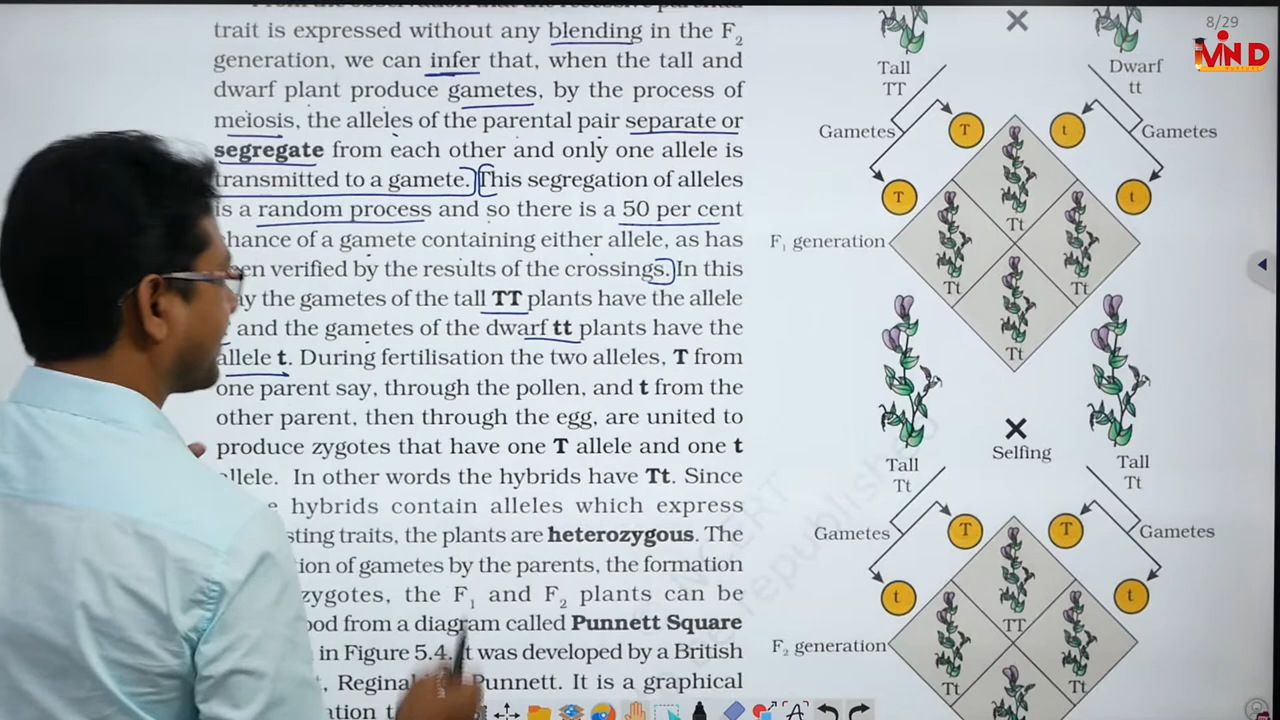 trait is expressed without any blending in the F2
generation, we can infer that, when the tall and
dwarf plant produce gametes, by the process of
meiosis, the alleles of the parental pair separate or
segregate from each other and only one allele is
transmitted to a gamete. This segregation of alleles
is a random process and so there is a 50 per cent
chance of a gamete containing either allele, as has
en verified by the results of the crossings. In this
ay the gametes of the tall TT plants have the allele
and the gametes of the dwarf tt plants have the
allele t. During fertilisation the two alleles, T from
one parent say, through the pollen, and t from the
other parent, then through the egg, are united to
produce zygotes that have one T allele and one t
allele. In other words the hybrids have Tt. Since
e hybrids contain alleles which express
sting traits, the plants are heterozygous. The
ion of gametes by the parents, the formation
zygotes, the F1 and F2 plants can be
ood from a diagram called Punnett Square
in Figure 5.4. It was developed by a British
, Reginal Punnett. It is a graphical
8/29
MIND
Tall
TT
Dwarf
tt
Gametes
T
t
Gametes
T
t
Tt
F1 generation
Tt
Tt
Tt
Selfing
Tall
Tt
Tall
Tt
Gametes
T
T
Gametes
t
t
TT
F2 generation
Tt
Tt